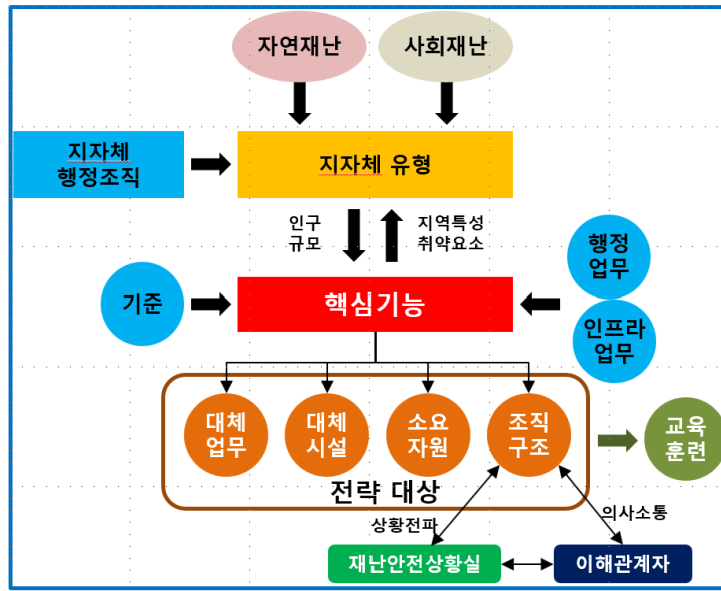 자연재난
사회재난
지자체
행정조직
지자체 유형
인구
규모
지역특성
취약요소
행정
업무
기준
핵심기능
인프라
업무
대체
업무
대체
시설
소요
자원
조직
구조
교육
훈련
전략 대상
상황전파
의사소통
재난안전상황실
이해관계자